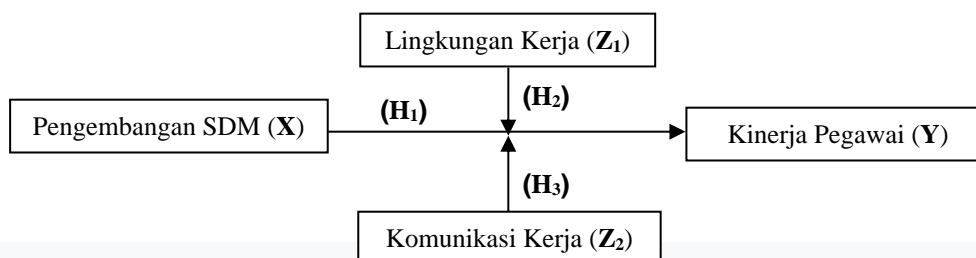 Lingkungan Kerja (Z₁)
(H₁)
(H₂)
Pengembangan SDM (X)
Kinerja Pegawai (Y)
(H₃)
Komunikasi Kerja (Z₂)